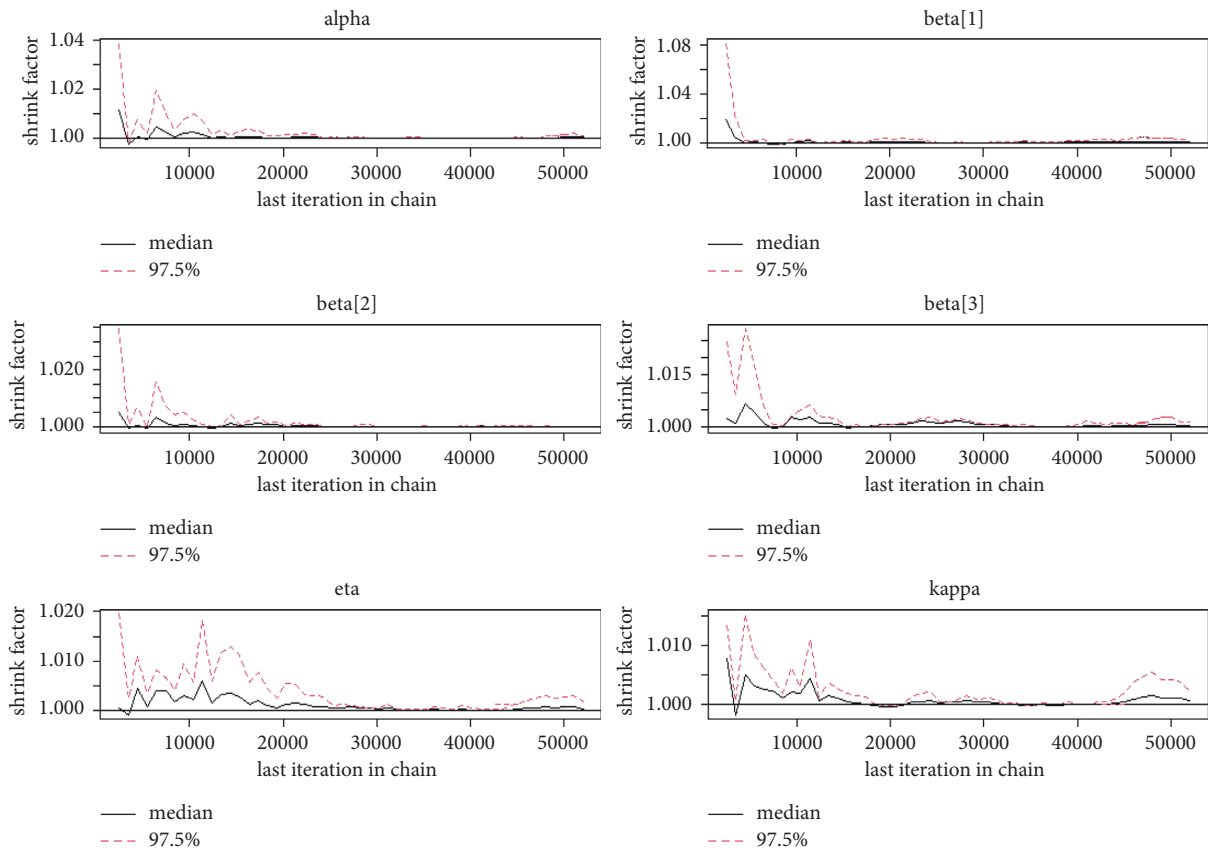 alpha
shrink factor
1.04
1.02
1.00
10000 20000 30000 40000 50000
last iteration in chain
median
97.5%
beta[1]
shrink factor
1.08
1.04
1.00
10000 20000 30000 40000 50000
last iteration in chain
median
97.5%
beta[2]
shrink factor
1.020
1.000
10000 20000 30000 40000 50000
last iteration in chain
median
97.5%
beta[3]
shrink factor
1.015
1.000
10000 20000 30000 40000 50000
last iteration in chain
median
97.5%
eta
shrink factor
1.020
1.010
1.000
10000 20000 30000 40000 50000
last iteration in chain
median
97.5%
kappa
shrink factor
1.010
1.000
10000 20000 30000 40000 50000
last iteration in chain
median
97.5%